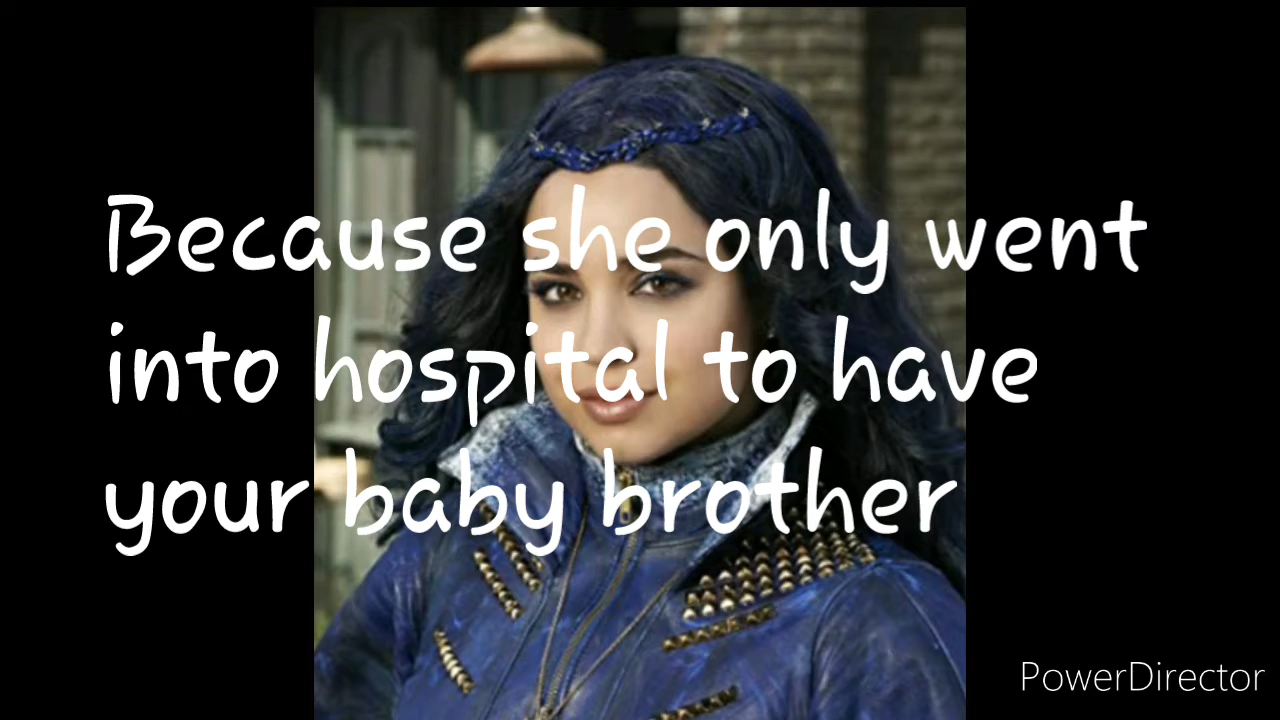 Because she only went
into hospital to have
your baby brother
PowerDirector